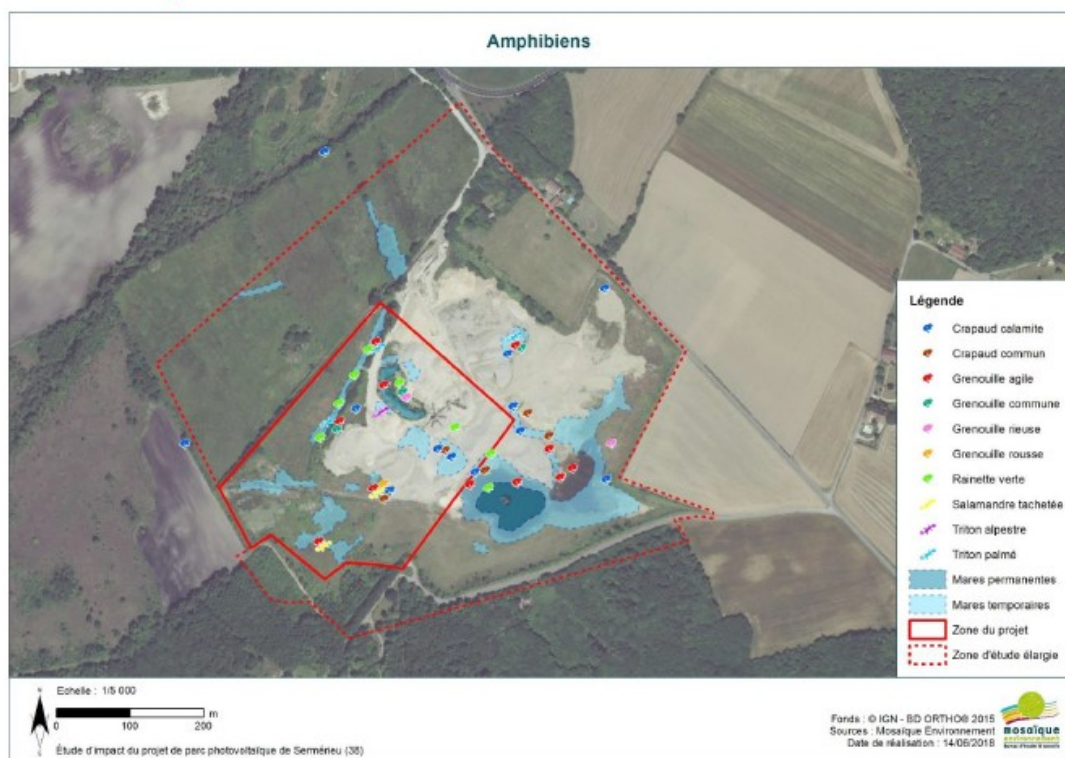 Amphibiens
Légende
Crapaud calamite
Crapaud commun
Grenouille agile
Grenouille commune
Grenouille rieuse
Grenouille rousse
Rainette verte
Salamandre tachetée
Triton alpestre
Triton palmé
Mares permanentes
Mares temporaires
Zone du projet
Zone d'étude élargie
N
Echelle : 1/5 000
m
0 100 200
Étude d'impact du projet de parc photovoltaïque de Sermérieu (38)
Fonds : © IGN - BD ORTHO® 2015
Sources : Mosaïque Environnement
Date de réalisation : 14/06/2018
mosaïque
environnement